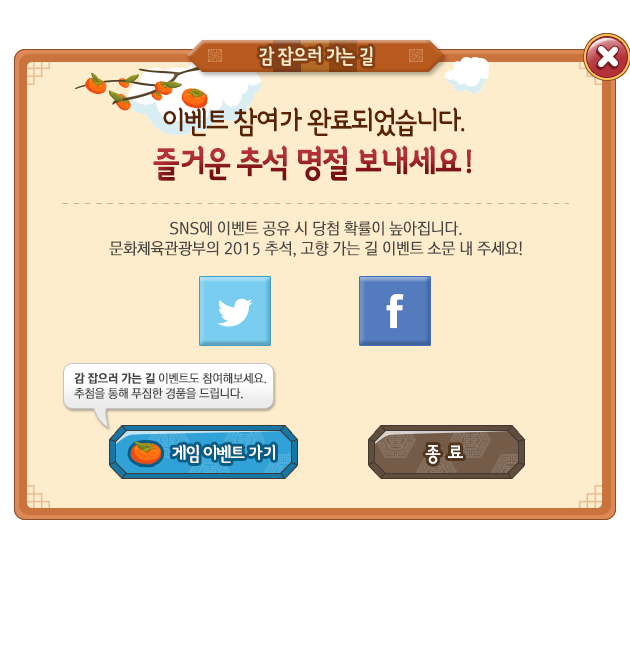 감 잡으러 가는 길
이벤트 참여가 완료되었습니다.
즐거운 추석 명절 보내세요!
SNS에 이벤트 공유 시 당첨 확률이 높아집니다.
문화체육관광부의 2015 추석, 고향 가는 길 이벤트 소문 내 주세요!
감 잡으러 가는 길 이벤트도 참여해보세요.
추첨을 통해 푸짐한 경품을 드립니다.
게임 이벤트 가기
종 료